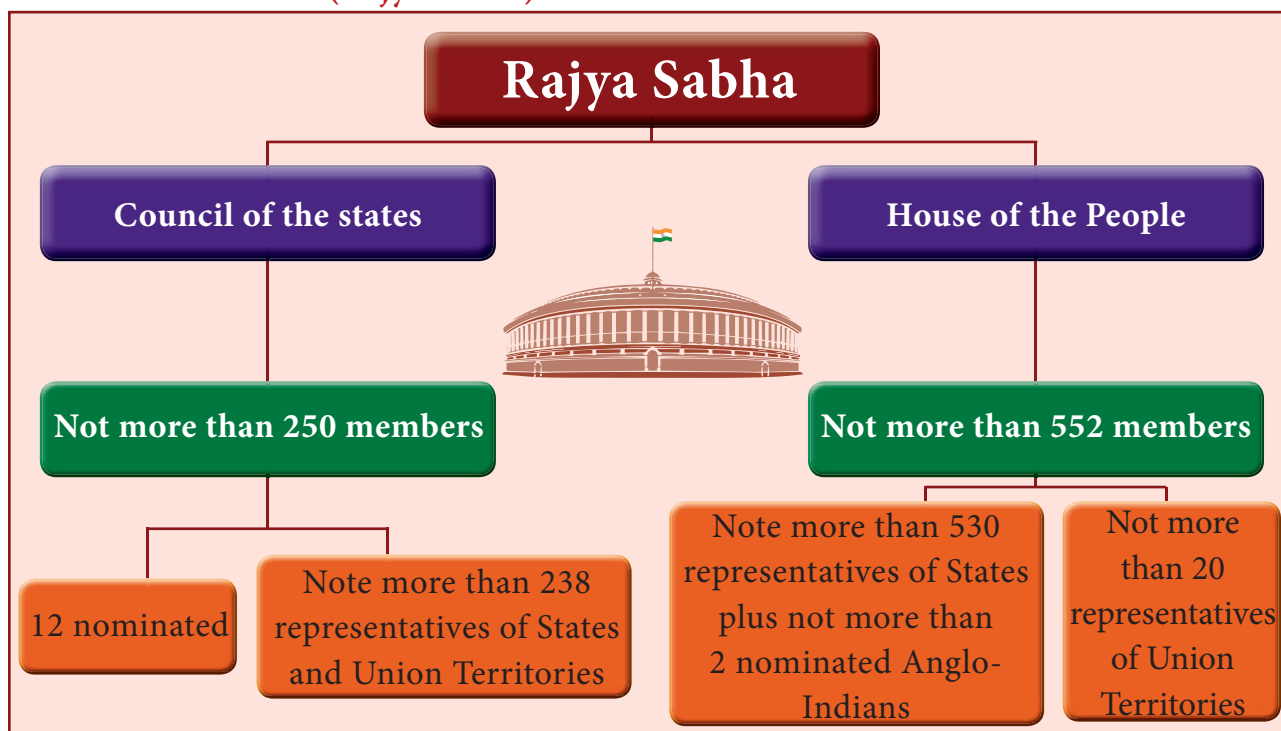 Rajya Sabha
Council of the states
House of the People
Not more than 250 members
Not more than 552 members
12 nominated
Note more than 238
representatives of States
and Union Territories
Note more than 530
representatives of States
plus not more than
2 nominated Anglo-
Indians
Not more
than 20
representatives
of Union
Territories